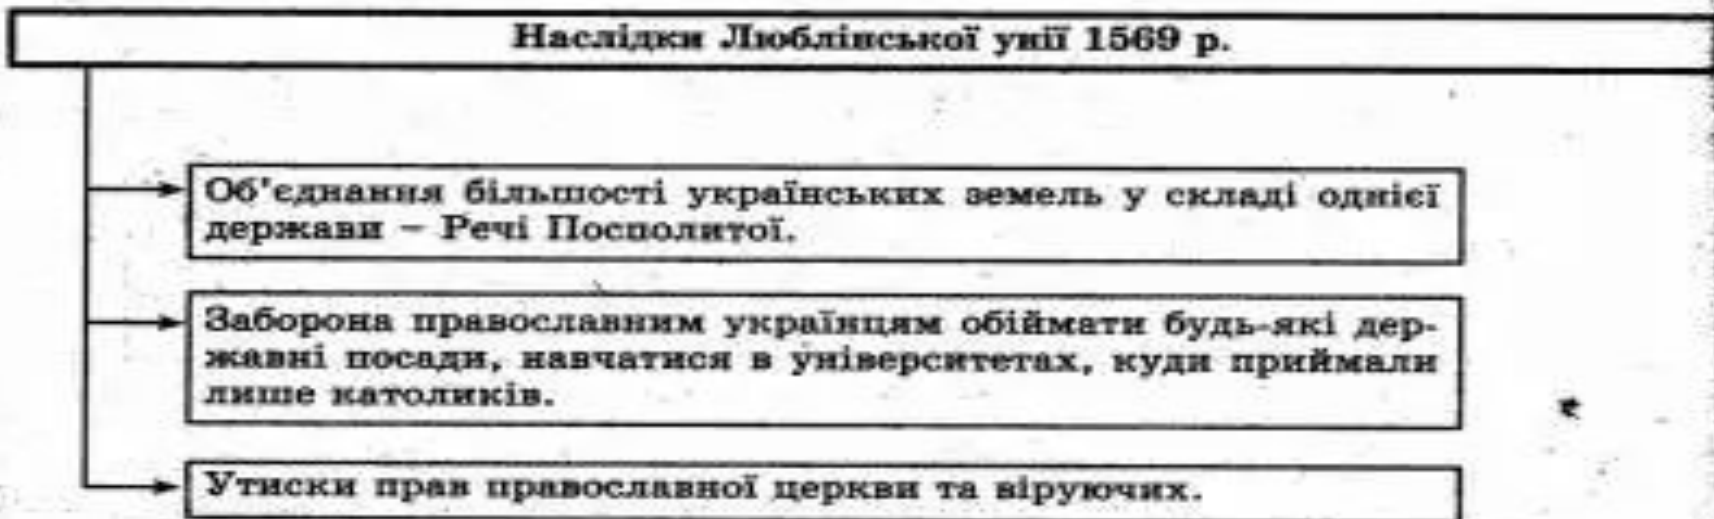 Наслідки Люблінської унії 1569 р.
Об'єднання більшості українських земель у складі однієї
держави – Речі Посполитої.
Заборона православним українцям обіймати будь-які дер-
жавні посади, навчатися в університетах, куди приймали
лише католиків.
Утиски прав православної церкви та віруючих.